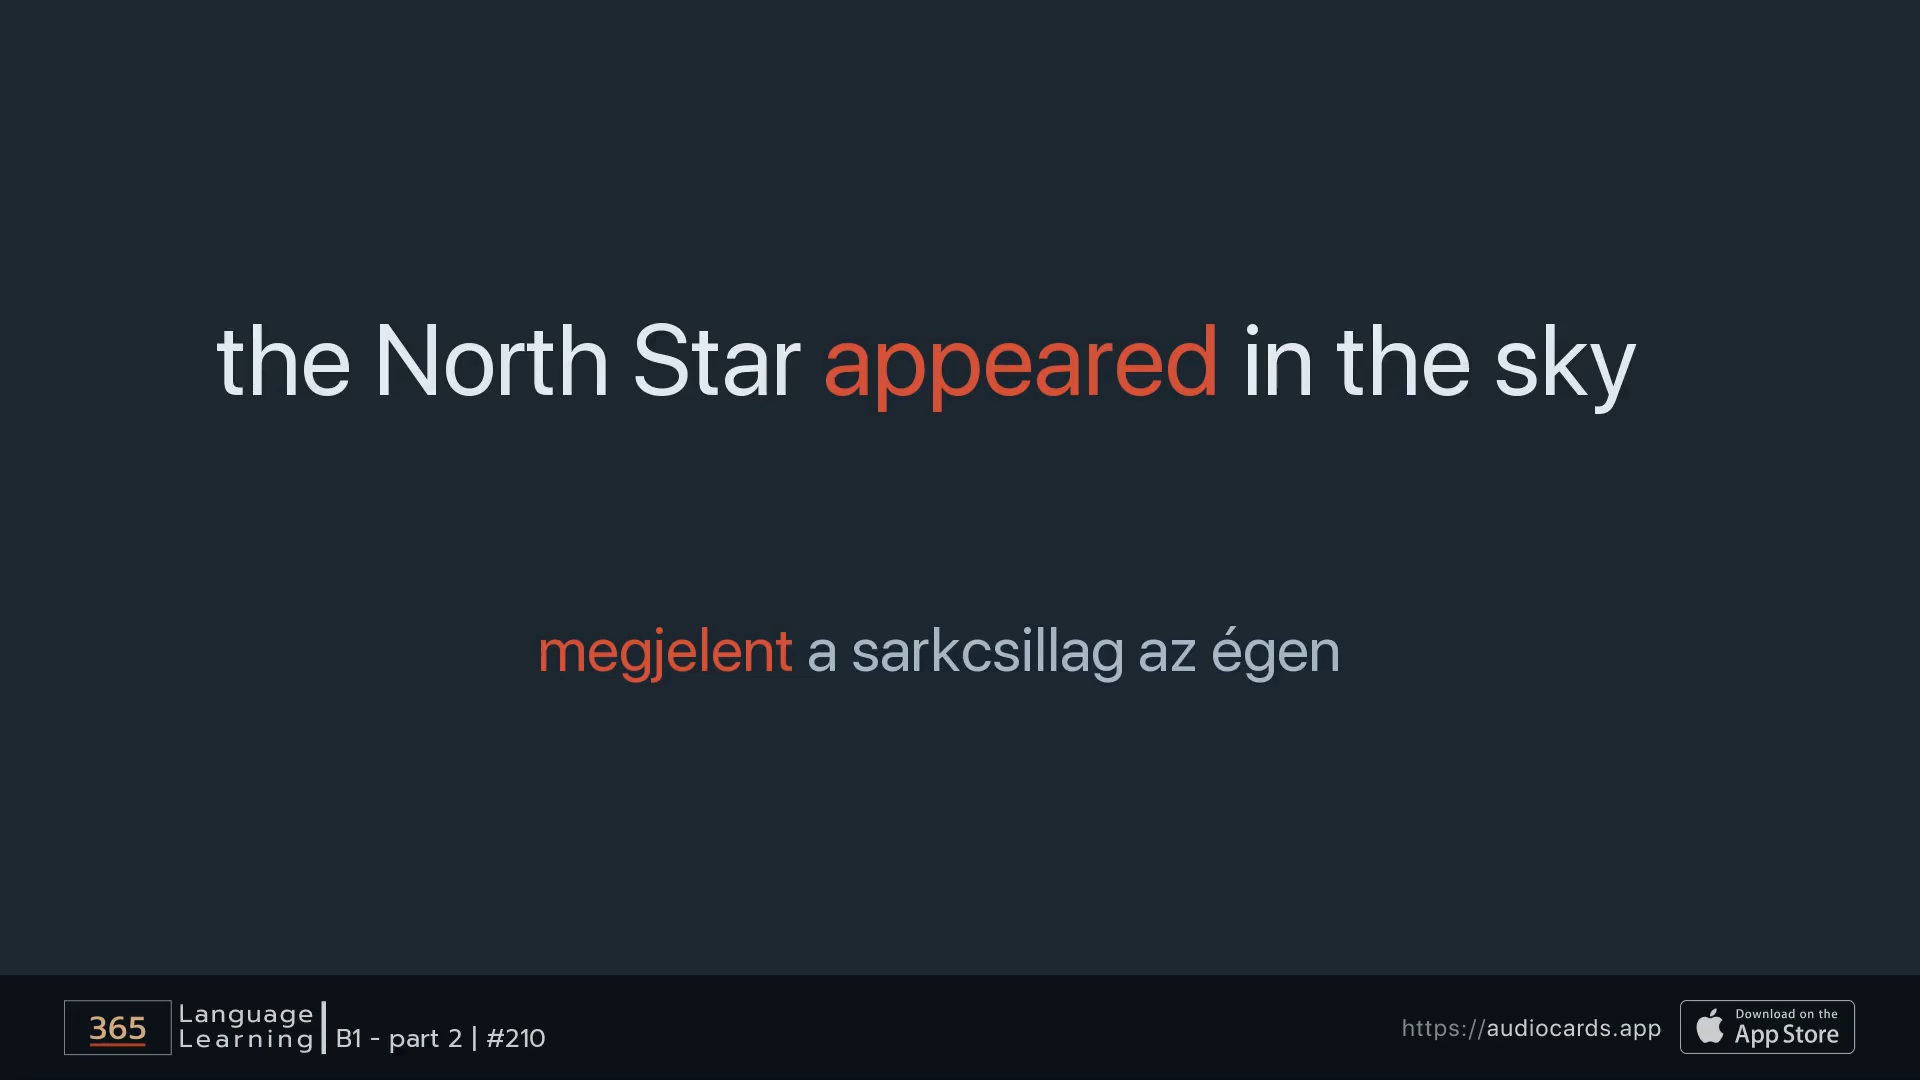 the North Star appeared in the sky
megjelent a sarkcsillag az égen
365
Language
Learning
B1 - part 2 | #210
https://audiocards.app
Download on the
App Store